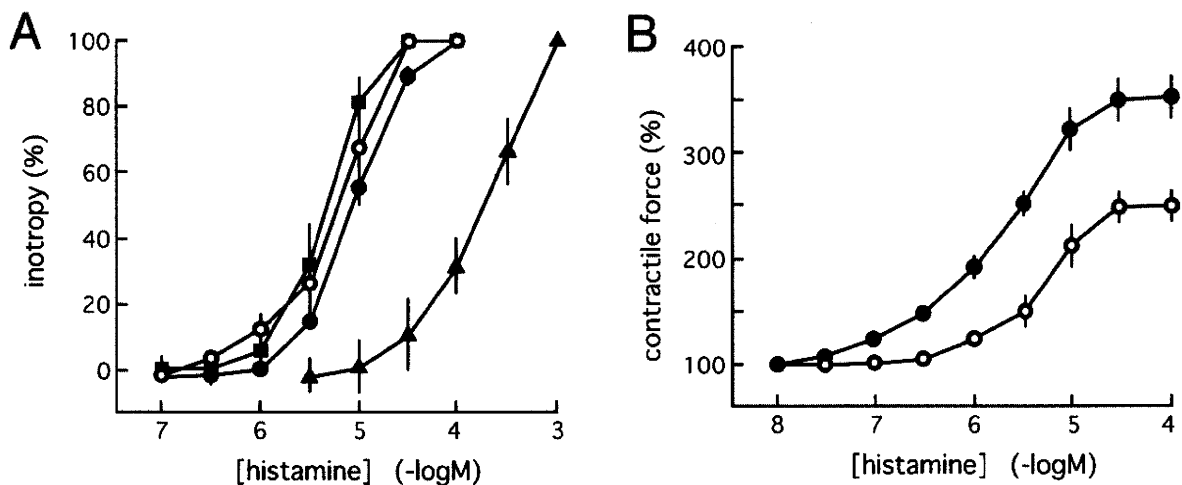 A
inotropy (%)
100
80
60
40
20
0
7 6 5 4 3
[histamine] (-logM)
B
contractile force (%)
400
300
200
100
8 7 6 5 4
[histamine] (-logM)